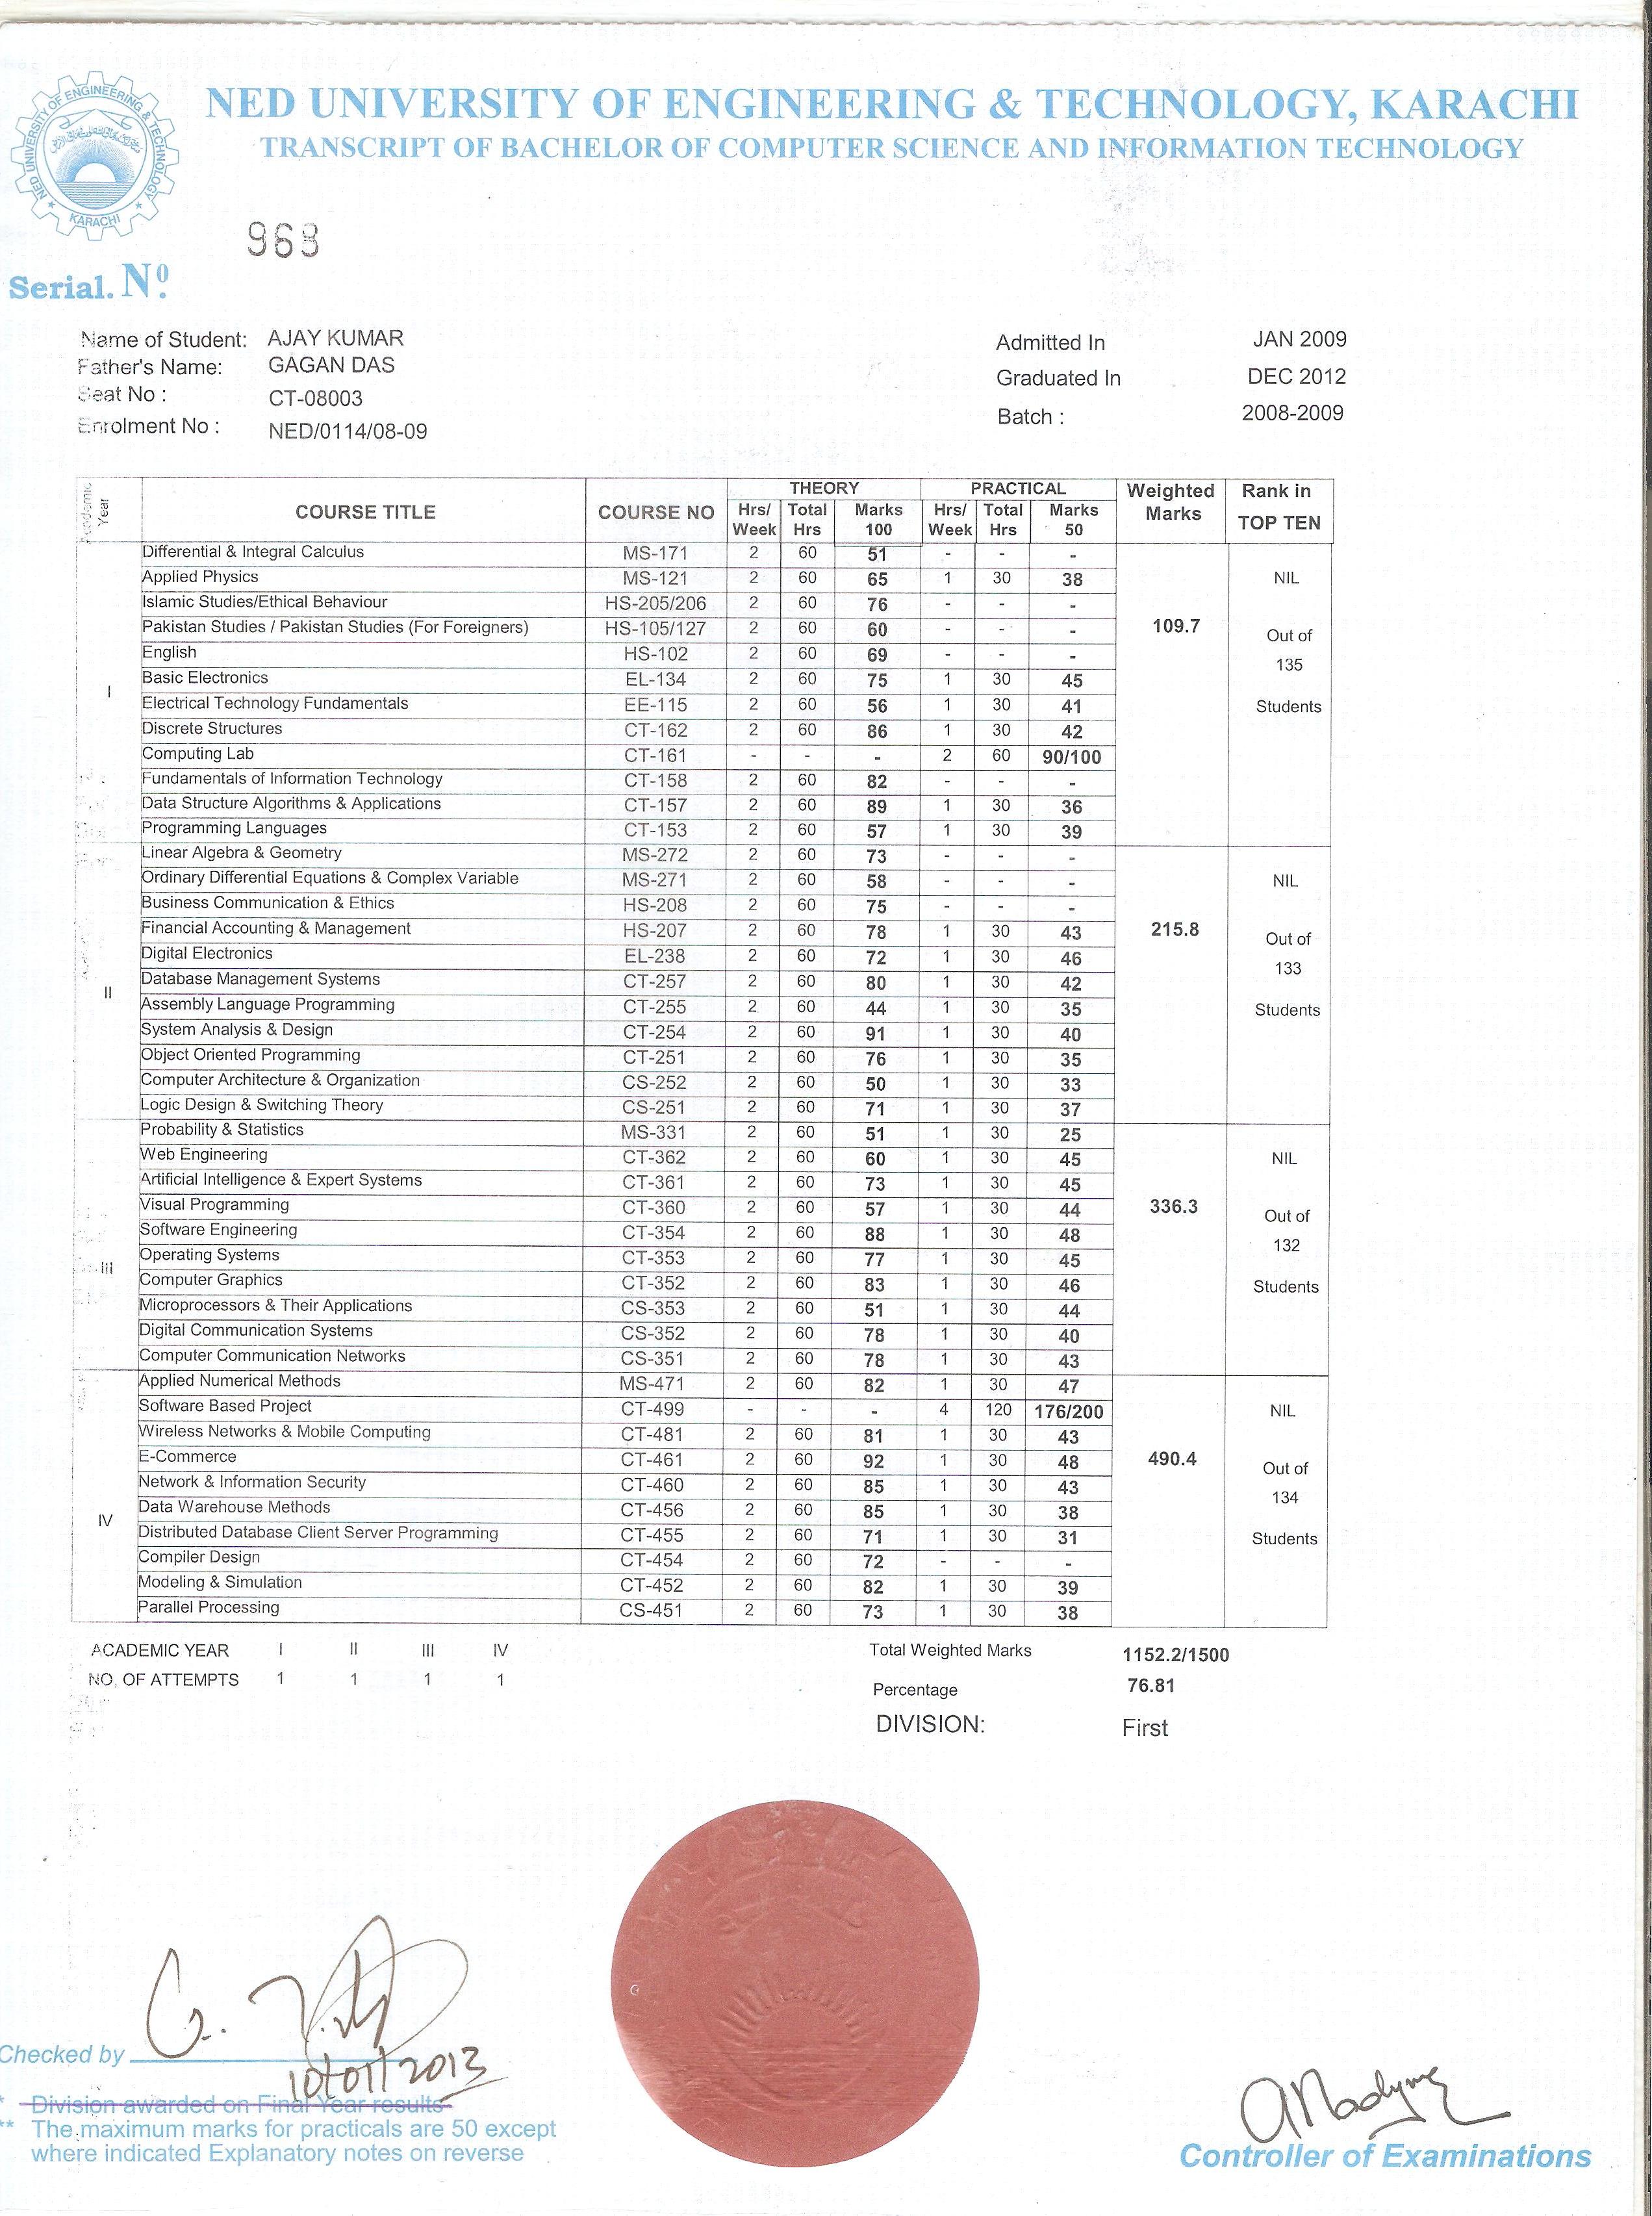 NED UNIVERSITY OF ENGINEERING & TECHNOLOGY, KARACHI
TRANSCRIPT OF BACHELOR OF COMPUTER SCIENCE AND INFORMATION TECHNOLOGY
NED UNIVERSITY OF ENGINEERING & TECHNOLOGY
KARACHI
968
Serial. Nº.
Name of Student: AJAY KUMAR Admitted In JAN 2009
Father's Name: GAGAN DAS Graduated In DEC 2012
Seat No : CT-08003 Batch : 2008-2009
Enrolment No : NED/0114/08-09
Academic Year COURSE TITLE COURSE NO THEORY PRACTICAL Weighted Marks Rank in TOP TEN
Hrs/Week Total Hrs Marks 100 Hrs/Week Total Hrs Marks 50
I
Differential & Integral Calculus MS-171 2 60 51 - - -
Applied Physics MS-121 2 60 65 1 30 38
Islamic Studies/Ethical Behaviour HS-205/206 2 60 76 - - -
Pakistan Studies / Pakistan Studies (For Foreigners) HS-105/127 2 60 60 - - -
English HS-102 2 60 69 - - -
Basic Electronics EL-134 2 60 75 1 30 45
Electrical Technology Fundamentals EE-115 2 60 56 1 30 41
Discrete Structures CT-162 2 60 86 1 30 42
Computing Lab CT-161 - - - 2 60 90/100
Fundamentals of Information Technology CT-158 2 60 82 - - -
Data Structure Algorithms & Applications CT-157 2 60 89 1 30 36
Programming Languages CT-153 2 60 57 1 30 39
109.7
NIL
Out of
135
Students
II
Linear Algebra & Geometry MS-272 2 60 73 - - -
Ordinary Differential Equations & Complex Variable MS-271 2 60 58 - - -
Business Communication & Ethics HS-208 2 60 75 - - -
Financial Accounting & Management HS-207 2 60 78 1 30 43
Digital Electronics EL-238 2 60 72 1 30 46
Database Management Systems CT-257 2 60 80 1 30 42
Assembly Language Programming CT-255 2 60 44 1 30 35
System Analysis & Design CT-254 2 60 91 1 30 40
Object Oriented Programming CT-251 2 60 76 1 30 35
Computer Architecture & Organization CS-252 2 60 50 1 30 33
Logic Design & Switching Theory CS-251 2 60 71 1 30 37
215.8
NIL
Out of
133
Students
III
Probability & Statistics MS-331 2 60 51 1 30 25
Web Engineering CT-362 2 60 60 1 30 45
Artificial Intelligence & Expert Systems CT-361 2 60 73 1 30 45
Visual Programming CT-360 2 60 57 1 30 44
Software Engineering CT-354 2 60 88 1 30 48
Operating Systems CT-353 2 60 77 1 30 45
Computer Graphics CT-352 2 60 83 1 30 46
Microprocessors & Their Applications CS-353 2 60 51 1 30 44
Digital Communication Systems CS-352 2 60 78 1 30 40
Computer Communication Networks CS-351 2 60 78 1 30 43
336.3
NIL
Out of
132
Students
IV
Applied Numerical Methods MS-471 2 60 82 1 30 47
Software Based Project CT-499 - - - 4 120 176/200
Wireless Networks & Mobile Computing CT-481 2 60 81 1 30 43
E-Commerce CT-461 2 60 92 1 30 48
Network & Information Security CT-460 2 60 85 1 30 43
Data Warehouse Methods CT-456 2 60 85 1 30 38
Distributed Database Client Server Programming CT-455 2 60 71 1 30 31
Compiler Design CT-454 2 60 72 - - -
Modeling & Simulation CT-452 2 60 82 1 30 39
Parallel Processing CS-451 2 60 73 1 30 38
490.4
NIL
Out of
134
Students
ACADEMIC YEAR I II III IV Total Weighted Marks 1152.2/1500
NO. OF ATTEMPTS 1 1 1 1 Percentage 76.81
DIVISION: First
Checked by
10/01/2013
* Division awarded on Final Year results
** The maximum marks for practicals are 50 except
where indicated Explanatory notes on reverse
Controller of Examinations